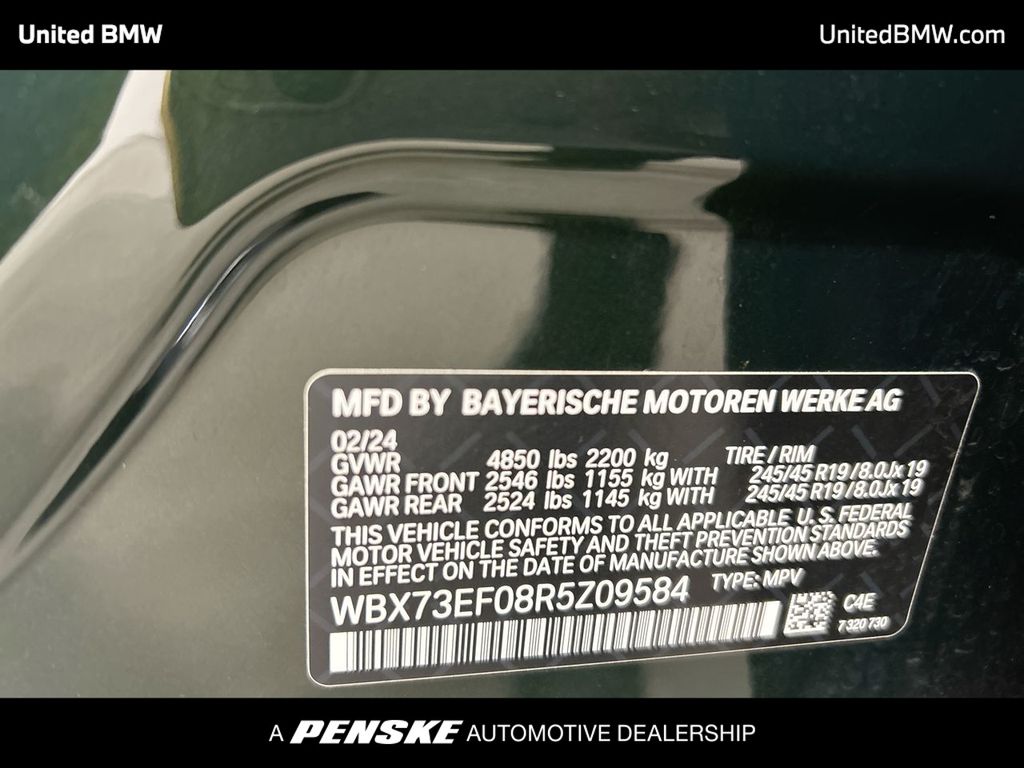 United BMW
UnitedBMW.com
MFD BY BAYERISCHE MOTOREN WERKE AG
02/24
GVWR 4850 lbs 2200 kg TIRE / RIM
GAWR FRONT 2546 lbs 1155 kg WITH 245/45 R19/8.0Jx19
GAWR REAR 2524 lbs 1145 kg WITH 245/45 R19/8.0Jx19
THIS VEHICLE CONFORMS TO ALL APPLICABLE U.S. FEDERAL
MOTOR VEHICLE SAFETY AND THEFT PREVENTION STANDARDS
IN EFFECT ON THE DATE OF MANUFACTURE SHOWN ABOVE.
WBX73EF08R5Z09584 TYPE: MPV
C4E
7 320 730
A PENSKE AUTOMOTIVE DEALERSHIP